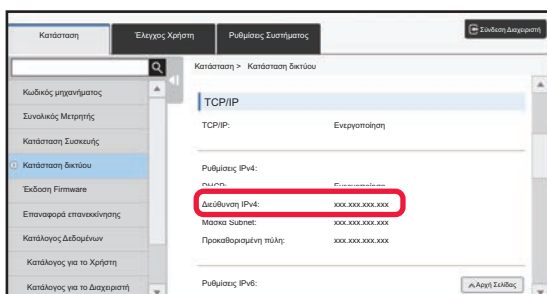 Κατάσταση
Έλεγχος Χρήστη
Ρυθμίσεις Συστήματος
Σύνδεση Διαχειριστή
Κατάσταση > Κατάσταση δικτύου
Κωδικός μηχανήματος
Συνολικός Μετρητής
Κατάσταση Συσκευής
Κατάσταση δικτύου
Έκδοση Firmware
Επαναφορά επανεκκίνησης
Κατάλογος Δεδομένων
Κατάλογος για το Χρήστη
Κατάλογος για το Διαχειριστή
TCP/IP
TCP/IP: Ενεργοποίηση
Ρυθμίσεις IPv4:
DHCP: Ενεργοποίηση
Διεύθυνση IPv4: xxx.xxx.xxx.xxx
Μάσκα Subnet: xxx.xxx.xxx.xxx
Προκαθορισμένη πύλη: xxx.xxx.xxx.xxx
Ρυθμίσεις IPv6:
Αρχή Σελίδας